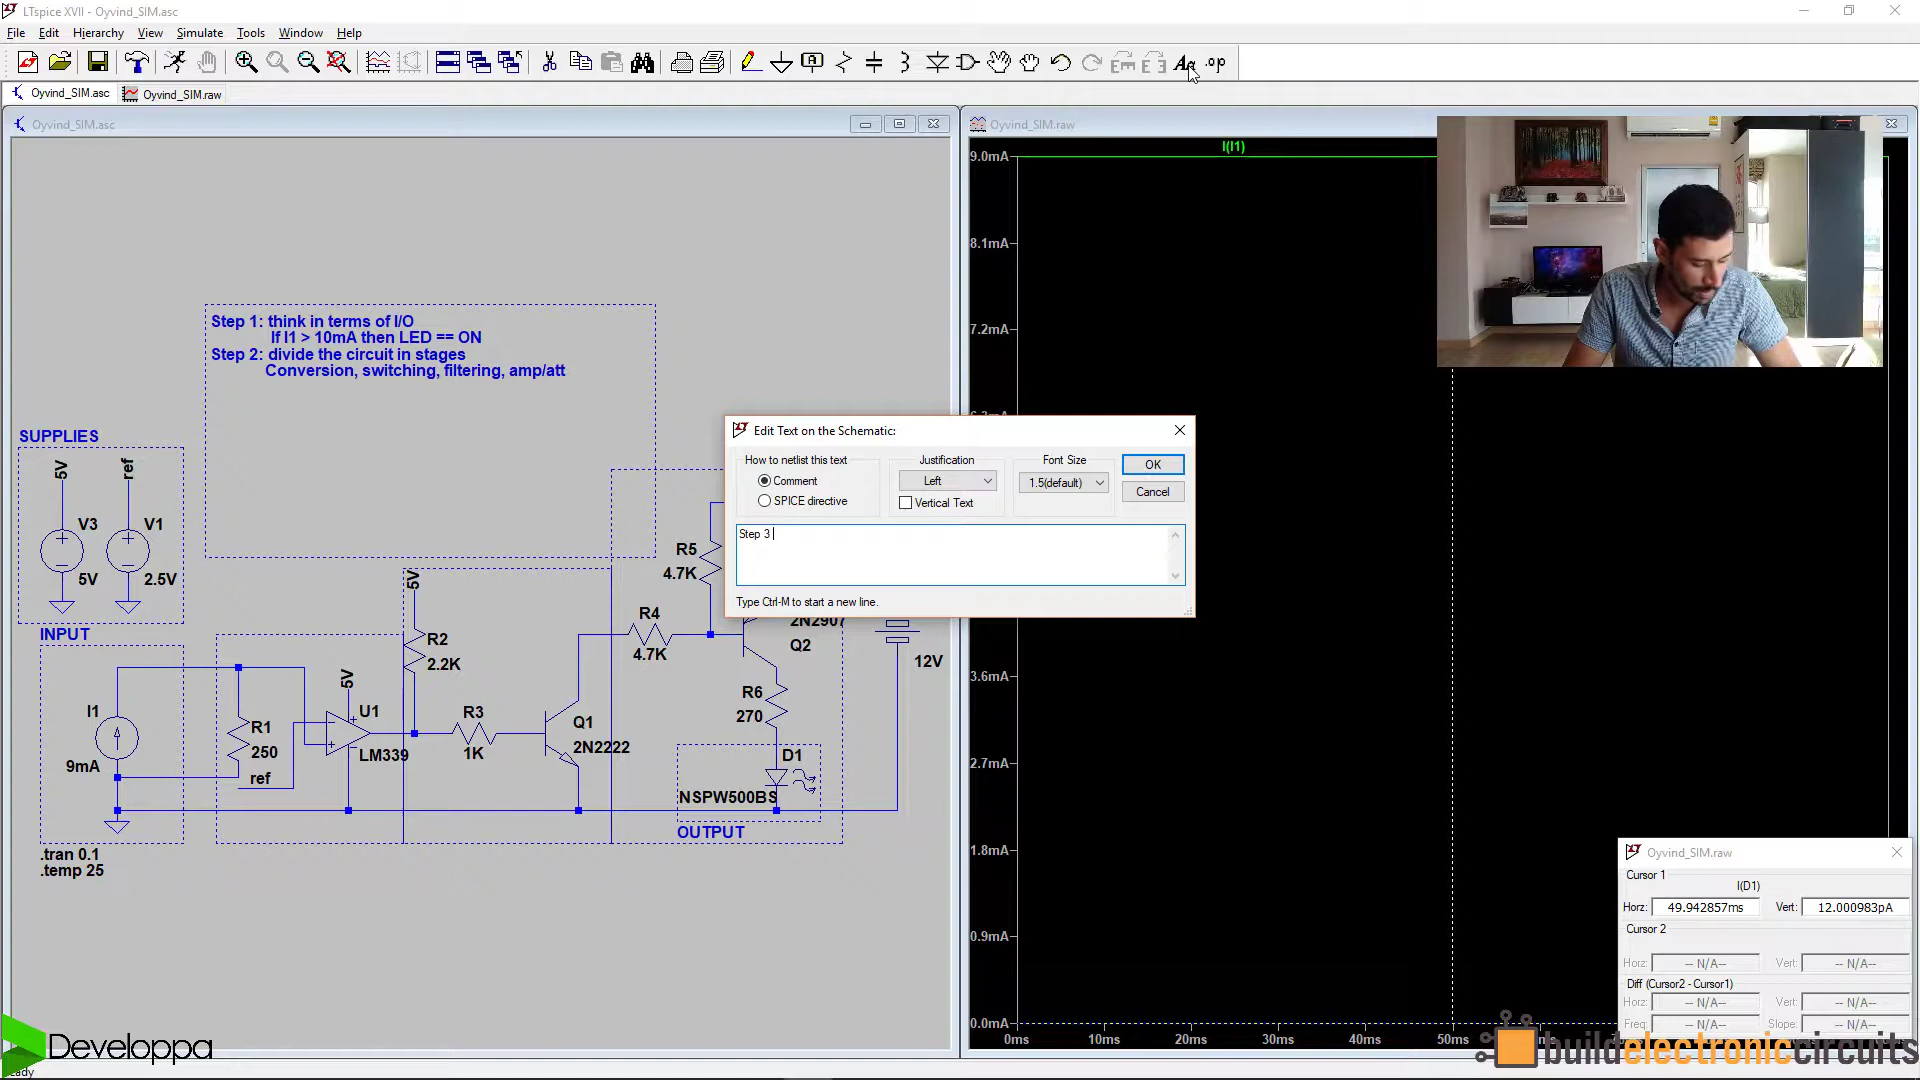 LTspice XVII - Oyvind_SIM.asc
File Edit Hierarchy View Simulate Tools Window Help
Aa .op
Oyvind_SIM.asc Oyvind_SIM.raw
Oyvind_SIM.asc
Oyvind_SIM.raw
Step 1: think in terms of I/O
If I1 > 10mA then LED == ON
Step 2: divide the circuit in stages
Conversion, switching, filtering, amp/att
SUPPLIES
5V ref
V3 V1
5V 2.5V
INPUT
I1
9mA
R1
250
ref
5V
U1
LM339
5V
R2
2.2K
R3
1K
Q1
2N2222
R4
4.7K
R5
4.7K
2N2907
Q2
12V
R6
270
D1
NSPW500BS
OUTPUT
.tran 0.1
.temp 25
Edit Text on the Schematic:
How to netlist this text
Comment
SPICE directive
Justification
Left
Vertical Text
Font Size
1.5(default)
OK
Cancel
Step 3
Type Ctrl-M to start a new line.
I(I1)
9.0mA
8.1mA
7.2mA
3.6mA
2.7mA
1.8mA
0.9mA
0.0mA
0ms 10ms 20ms 30ms 40ms 50ms
Oyvind_SIM.raw
Cursor 1
I(D1)
Horz: 49.942857ms Vert: 12.000983pA
Cursor 2
Horz: -- N/A-- Vert: -- N/A--
Diff (Cursor2 - Cursor1)
Horz: -- N/A-- Vert: -- N/A--
Freq: -- N/A-- Slope: -- N/A--
Developpa
buildelectroniccircuits